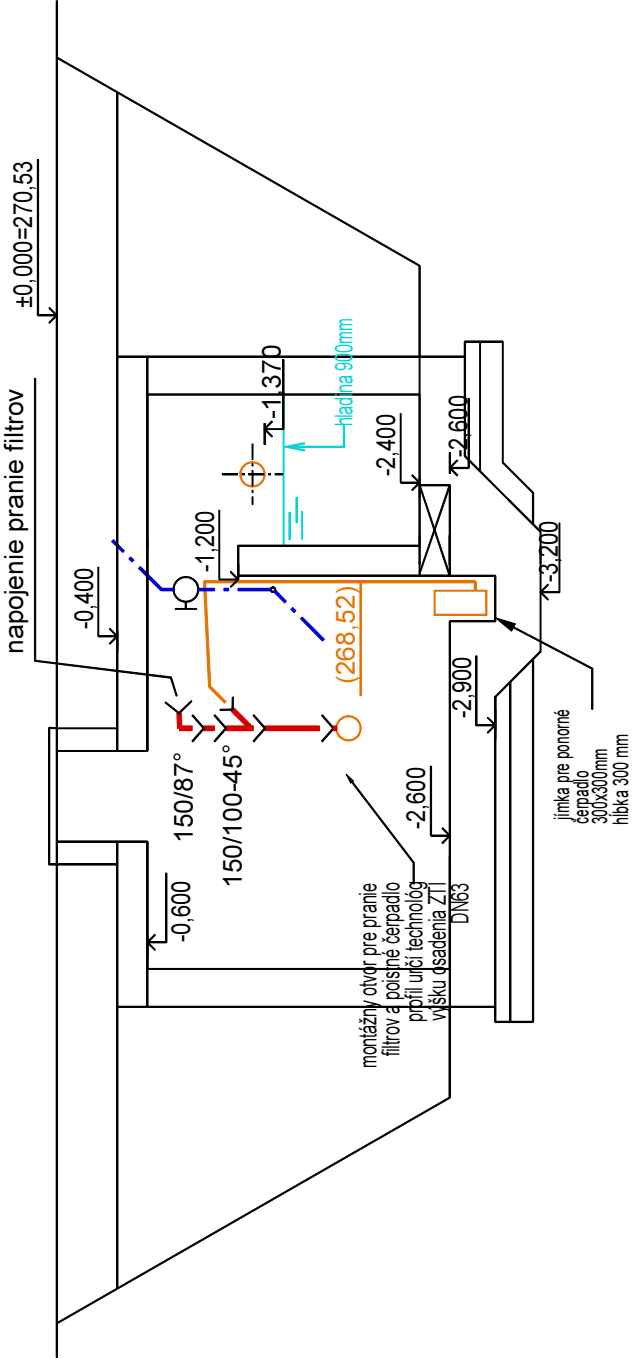 napojenie pranie filtrov
±0,000=270,53
-0,400
-0,600
150/87°
150/100-45°
-1,200
-1,370
hladina 900mm
-2,400
-2,600
(268,52)
-2,600
-2,900
-3,200
montážny otvor pre pranie
filtrov a poistné čerpadlo
profil určí technológ
výšku osadenia ZTI
DN63
jímka pre ponorné
čerpadlo
300x300mm
hĺbka 300 mm